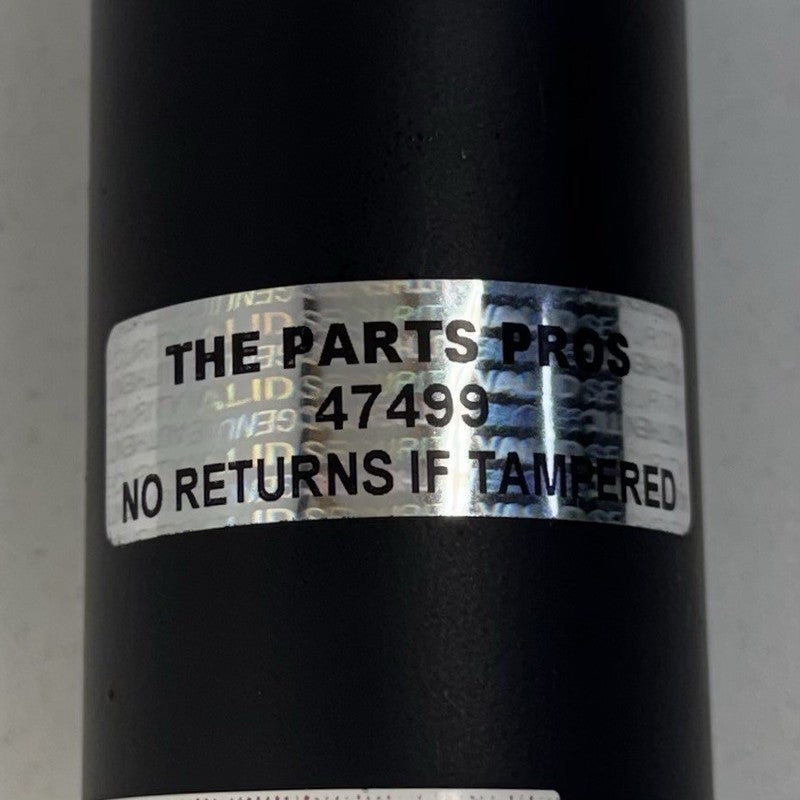 THE PARTS PROS
47499
NO RETURNS IF TAMPERED